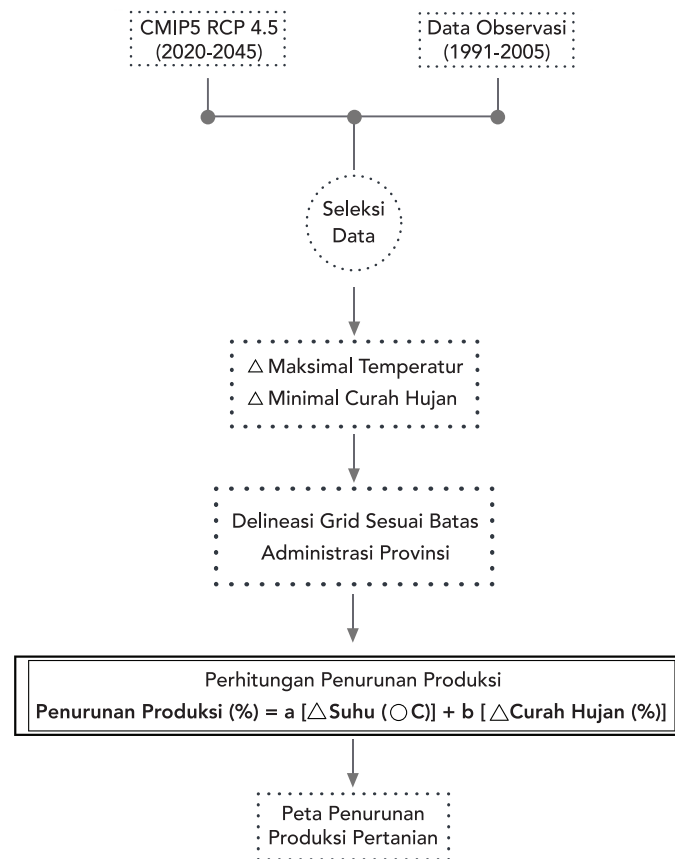 CMIP5 RCP 4.5
(2020-2045)
Data Observasi
(1991-2005)
Seleksi
Data
△ Maksimal Temperatur
△ Minimal Curah Hujan
Delineasi Grid Sesuai Batas
Administrasi Provinsi
Perhitungan Penurunan Produksi
Penurunan Produksi (%) = a [△Suhu (○C)] + b [△Curah Hujan (%)]
Peta Penurunan
Produksi Pertanian